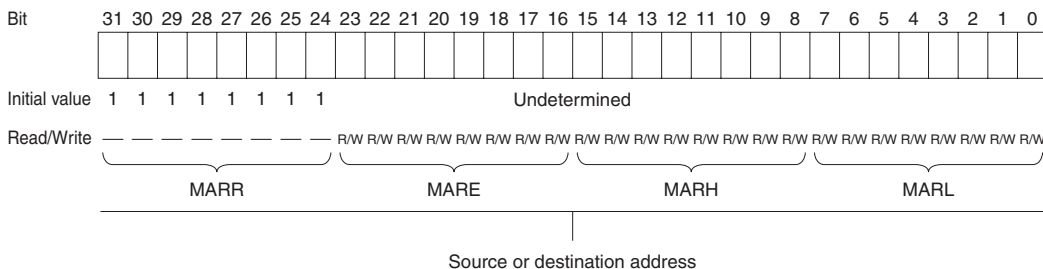 Bit 31 30 29 28 27 26 25 24 23 22 21 20 19 18 17 16 15 14 13 12 11 10 9 8 7 6 5 4 3 2 1 0
Initial value 1 1 1 1 1 1 1 1 Undetermined
Read/Write — — — — — — — — R/W R/W R/W R/W R/W R/W R/W R/W R/W R/W R/W R/W R/W R/W R/W R/W R/W R/W R/W R/W R/W R/W R/W R/W
MARR MARE MARH MARL
Source or destination address